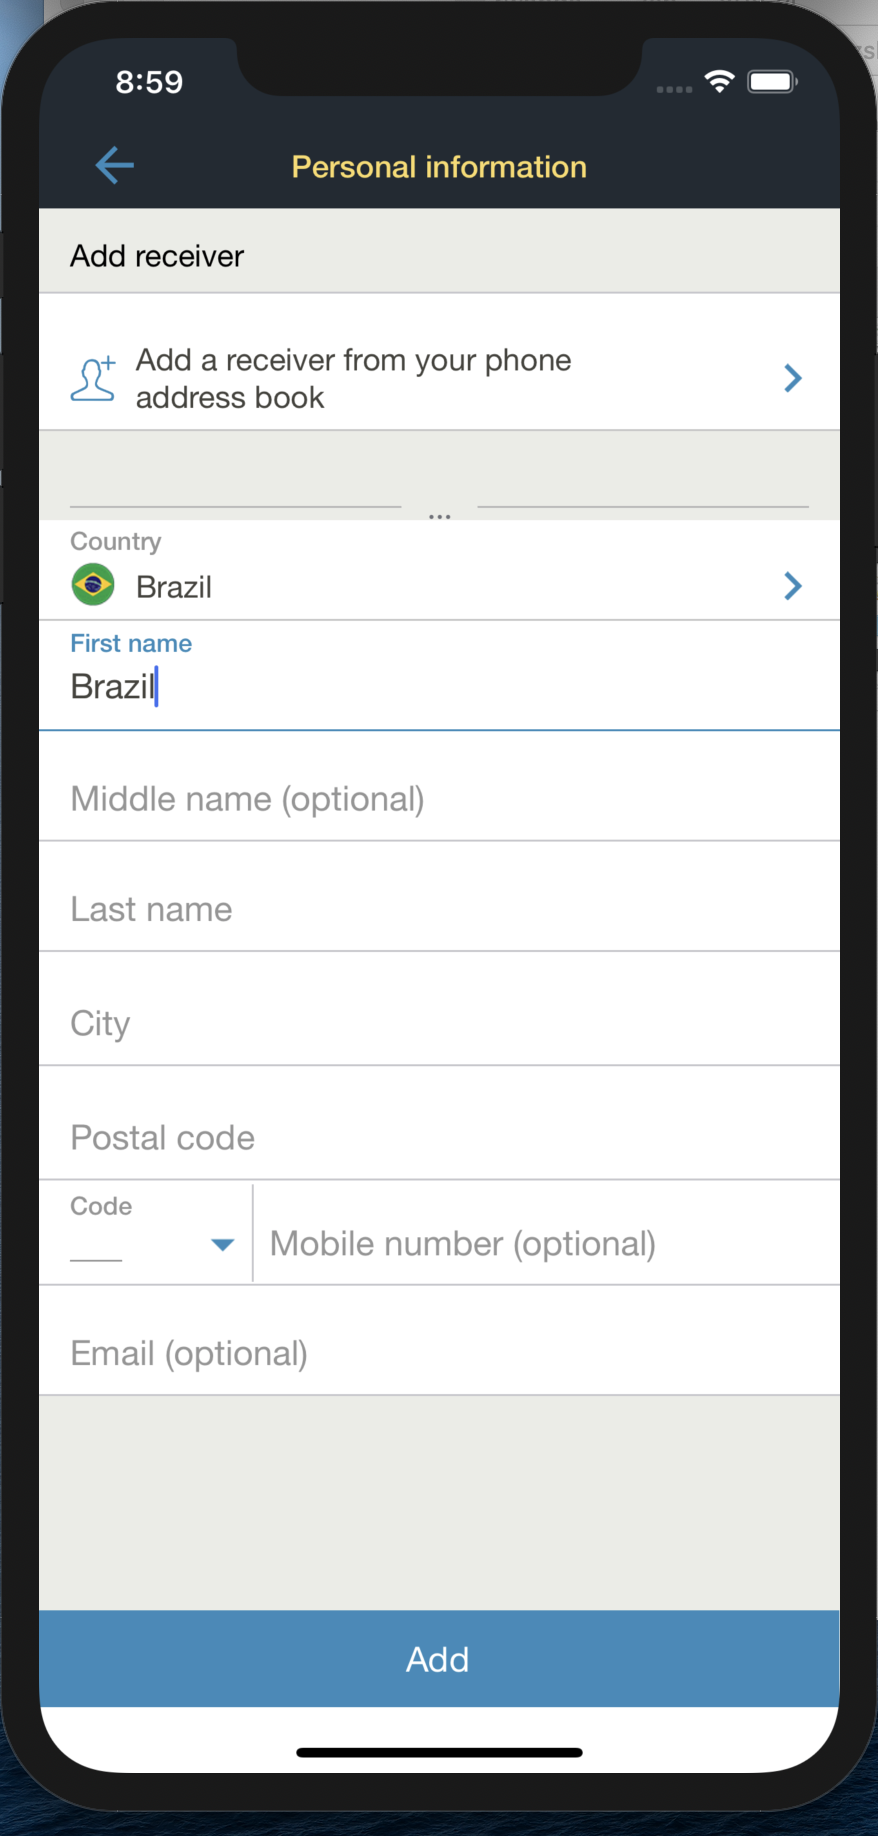 8:59
Personal information
Add receiver
Add a receiver from your phone
address book
...
Country
Brazil
First name
Brazil
Middle name (optional)
Last name
City
Postal code
Code
Mobile number (optional)
Email (optional)
Add